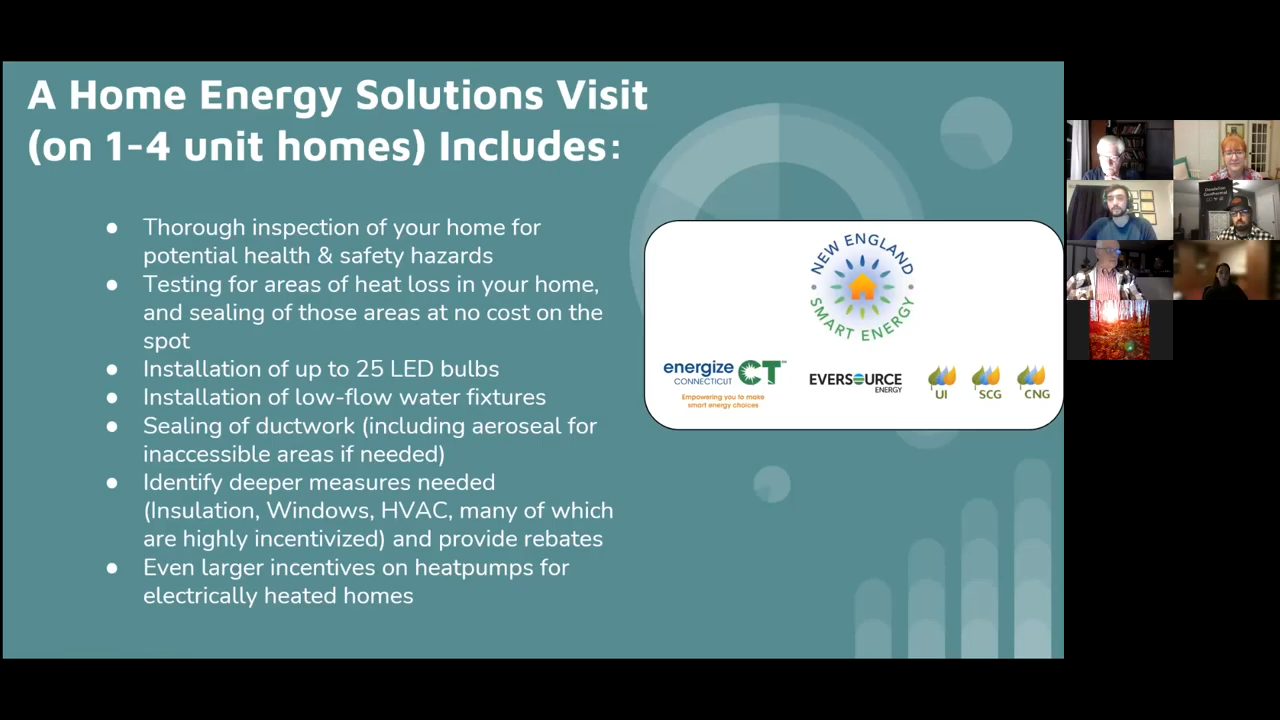 A Home Energy Solutions Visit
(on 1-4 unit homes) Includes:
● Thorough inspection of your home for
potential health & safety hazards
● Testing for areas of heat loss in your home,
and sealing of those areas at no cost on the
spot
● Installation of up to 25 LED bulbs
● Installation of low-flow water fixtures
● Sealing of ductwork (including aeroseal for
inaccessible areas if needed)
● Identify deeper measures needed
(Insulation, Windows, HVAC, many of which
are highly incentivized) and provide rebates
● Even larger incentives on heatpumps for
electrically heated homes
NEW ENGLAND
SMART ENERGY
energize CT
CONNECTICUT
Empowering you to make
smart energy choices
EVERSOURCE
ENERGY
UI
SCG
CNG
Dandelion
Geothermal